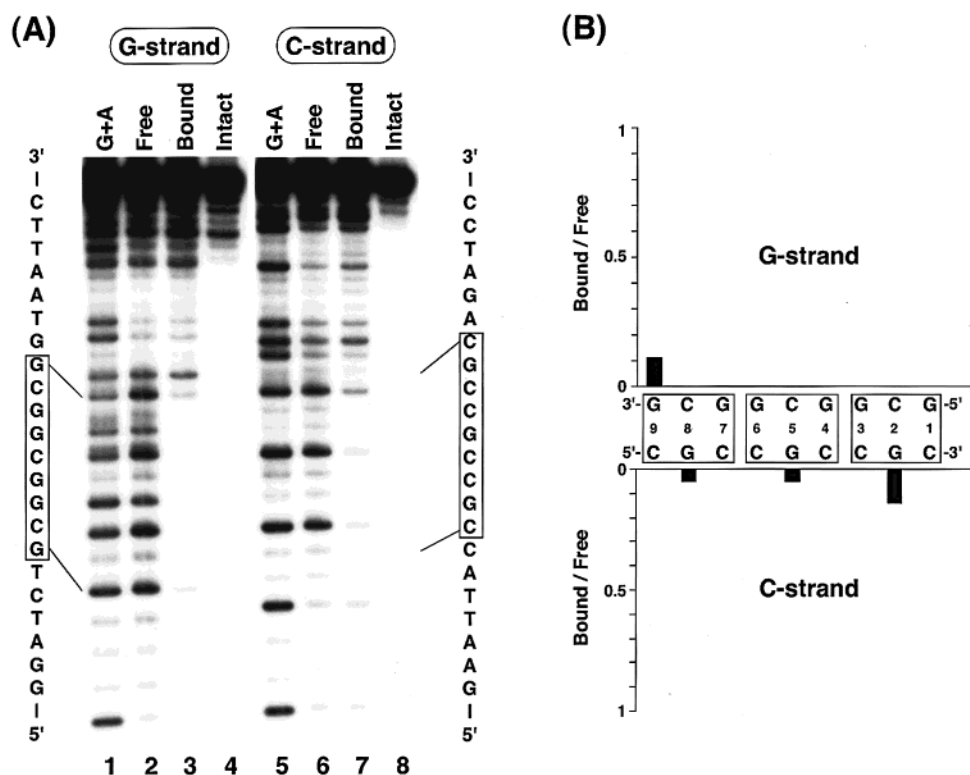 (A)
G-strand C-strand
G+A Free Bound Intact G+A Free Bound Intact
3'
I
C
T
T
A
A
T
G
G
C
G
G
C
G
G
C
G
T
C
T
A
G
G
I
5'
3'
I
C
C
T
A
G
A
C
G
C
C
G
C
C
G
C
C
A
T
T
A
A
G
I
5'
1 2 3 4 5 6 7 8
(B)
Bound / Free
1
0.5
0
G-strand
3'- G C G G C G G C G -5'
9 8 7 6 5 4 3 2 1
5'- C G C C G C C G C -3'
Bound / Free
0
0.5
1
C-strand